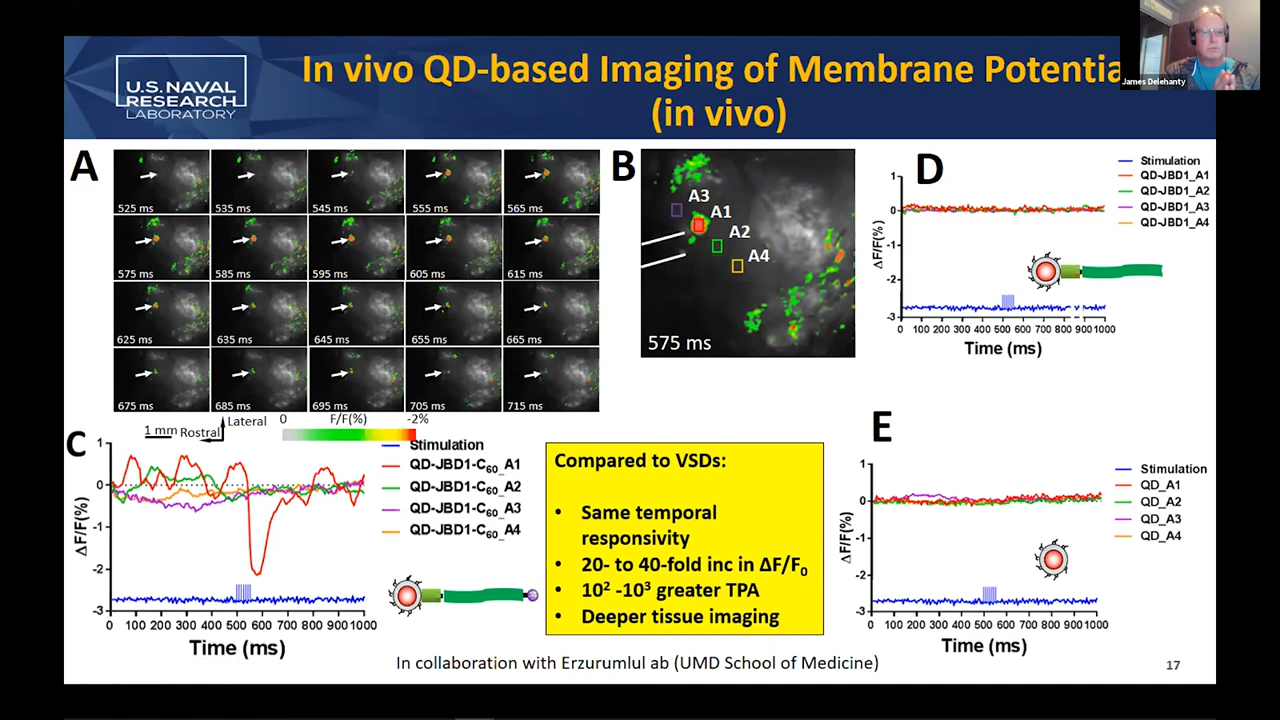 U.S. NAVAL
RESEARCH
LABORATORY
In vivo QD-based Imaging of Membrane Potentia
(in vivo)
James Delehanty
A
525 ms
535 ms
545 ms
555 ms
565 ms
575 ms
585 ms
595 ms
605 ms
615 ms
625 ms
635 ms
645 ms
655 ms
665 ms
675 ms
685 ms
695 ms
705 ms
715 ms
1 mm
Rostral
Lateral
0
F/F(%)
-2%
B
A3
A1
A2
A4
575 ms
D
Stimulation
QD-JBD1_A1
QD-JBD1_A2
QD-JBD1_A3
QD-JBD1_A4
ΔF/F(%)
1
0
-1
-2
-3
0 100 200 300 400 500 600 700 800 900 1000
Time (ms)
C
Stimulation
QD-JBD1-C60_A1
QD-JBD1-C60_A2
QD-JBD1-C60_A3
QD-JBD1-C60_A4
ΔF/F(%)
1
0
-1
-2
-3
0 100 200 300 400 500 600 700 800 900 1000
Time (ms)
Compared to VSDs:
• Same temporal
responsivity
• 20- to 40-fold inc in ΔF/F0
• 10² -10³ greater TPA
• Deeper tissue imaging
E
Stimulation
QD_A1
QD_A2
QD_A3
QD_A4
ΔF/F(%)
1
0
-1
-2
-3
0 100 200 300 400 500 600 700 800 900 1000
Time (ms)
In collaboration with Erzurumlul ab (UMD School of Medicine)
17